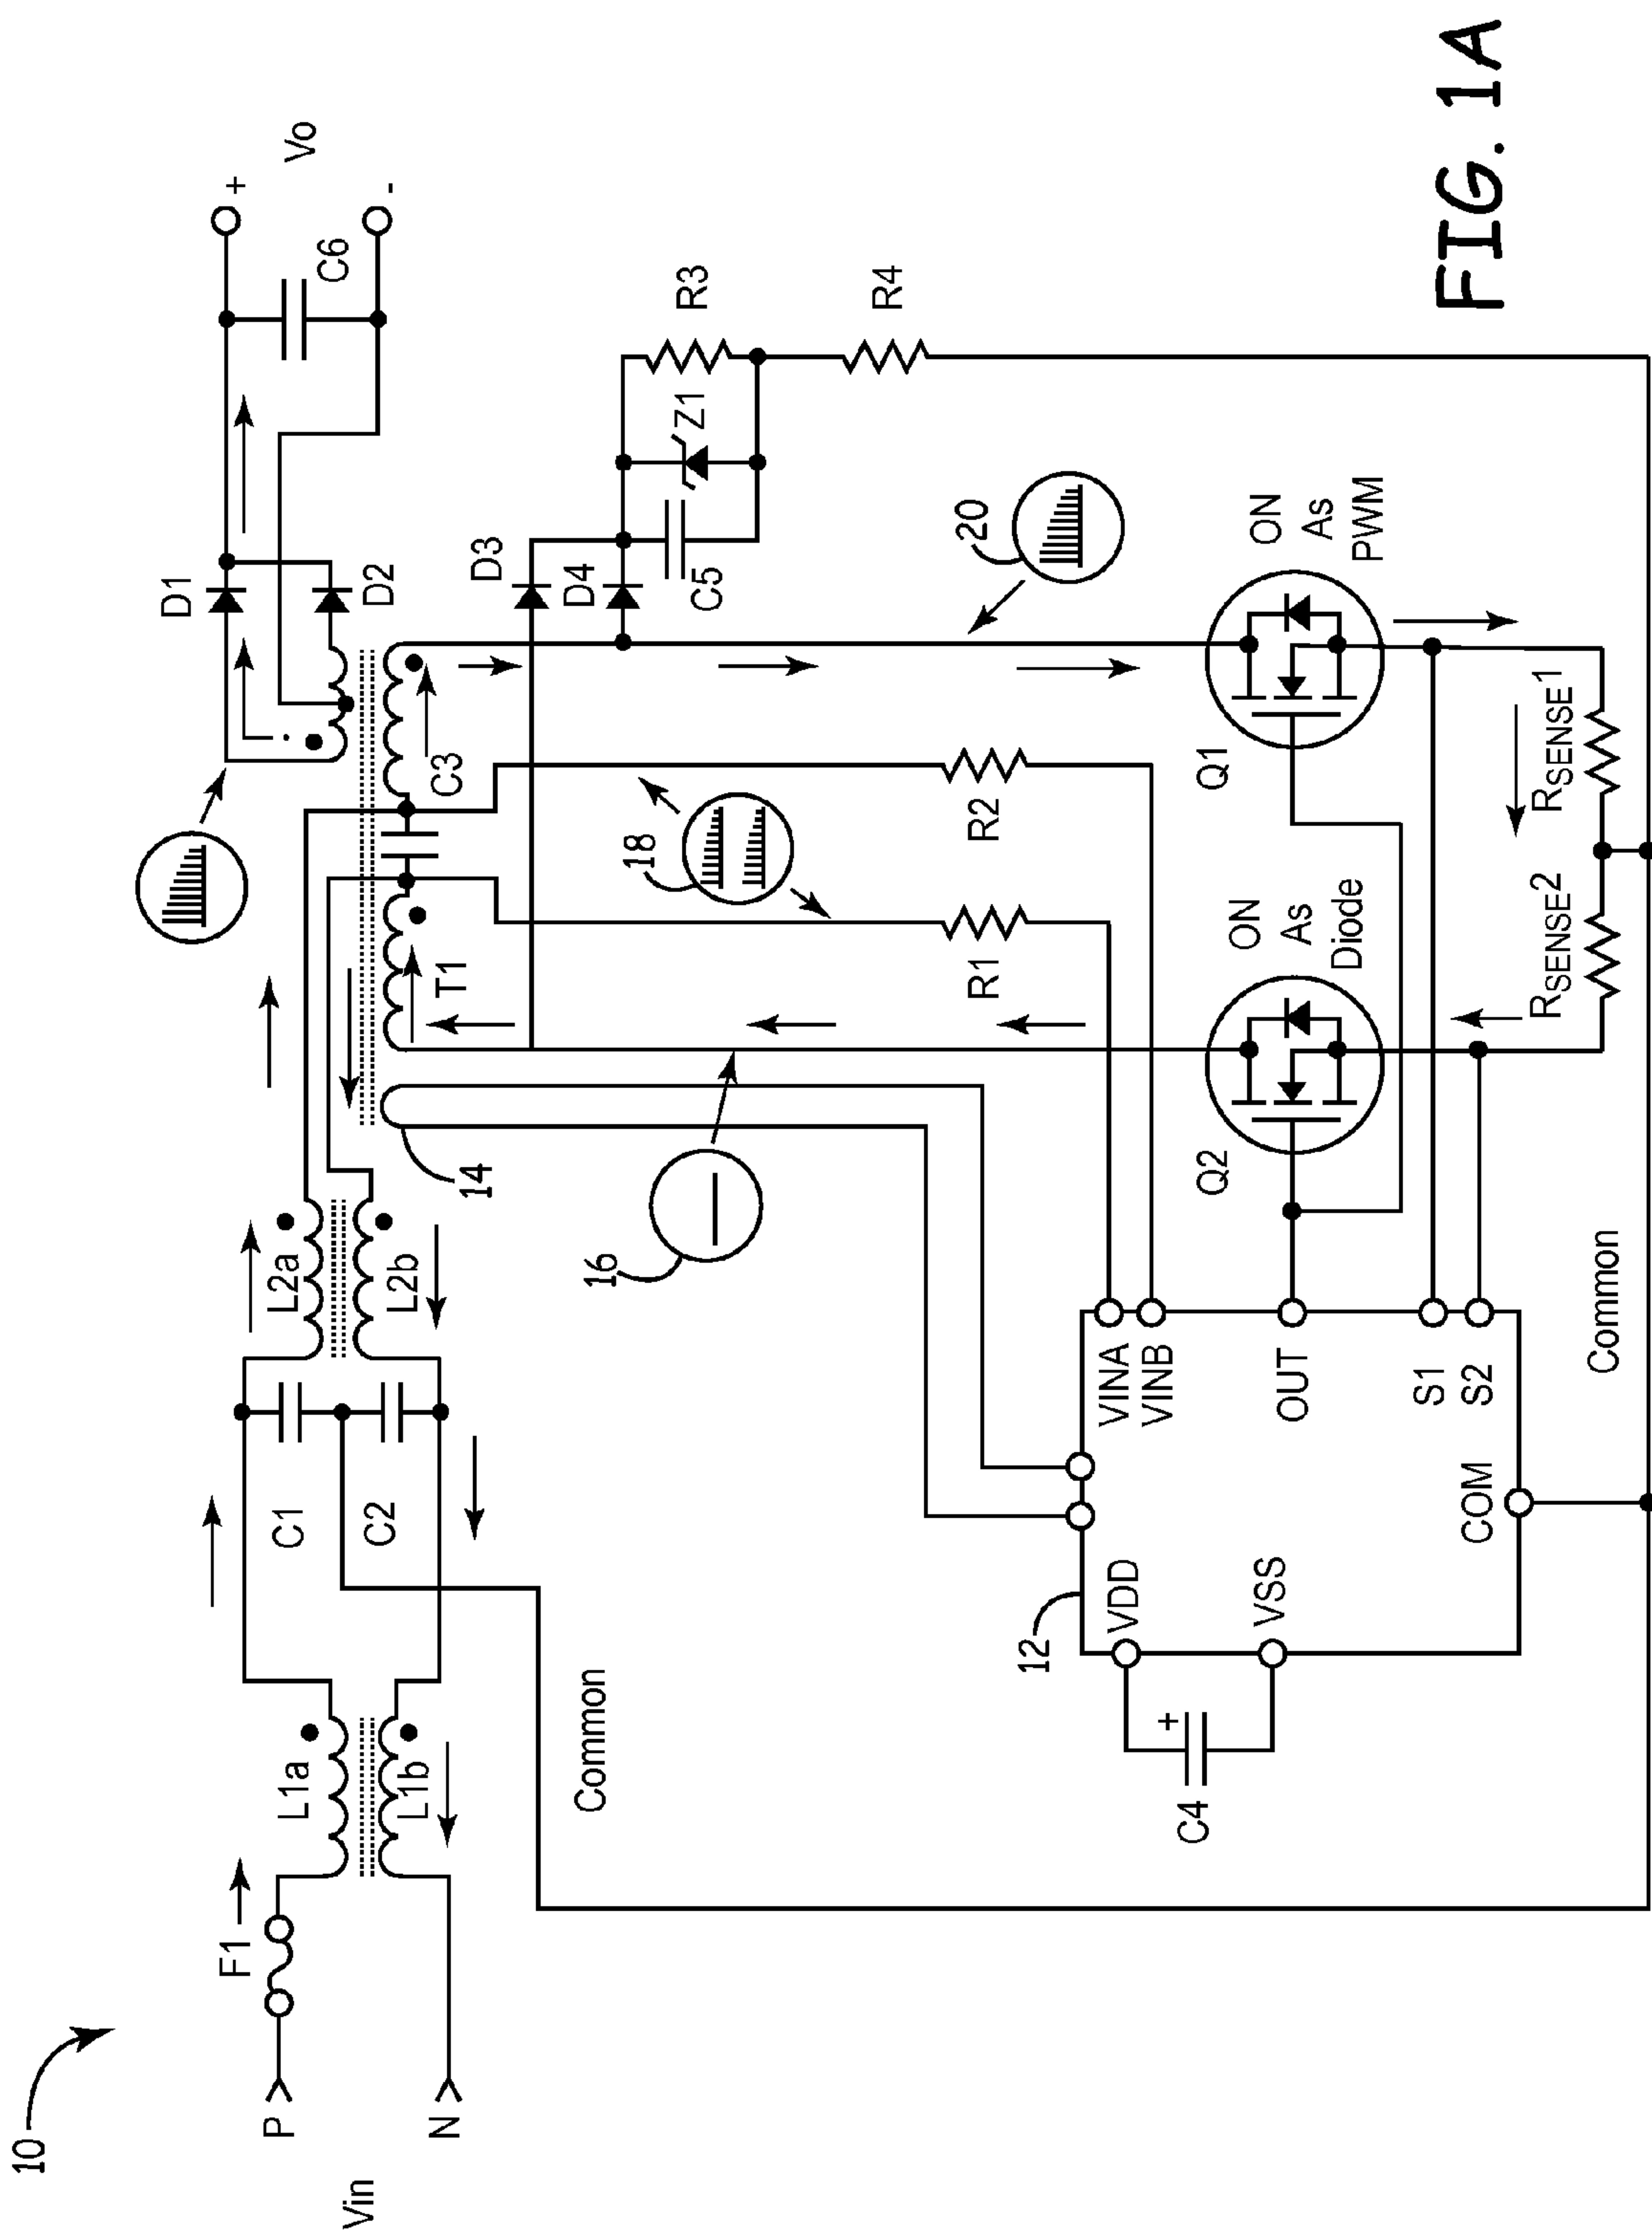 10
Vin
P
N
F1
L1a
L1b
Common
C1
C2
L2a
L2b
14
16
T1
C3
18
D1
D2
C6
+
Vo
-
D3
D4
C5
Z1
R3
R4
20
R1
R2
12
VDD
VSS
C4
+
VINA
VINB
OUT
S1
S2
COM
Common
Q2
ON
As
Diode
Q1
ON
As
PWM
RSENSE2
RSENSE1
FIG. 1A